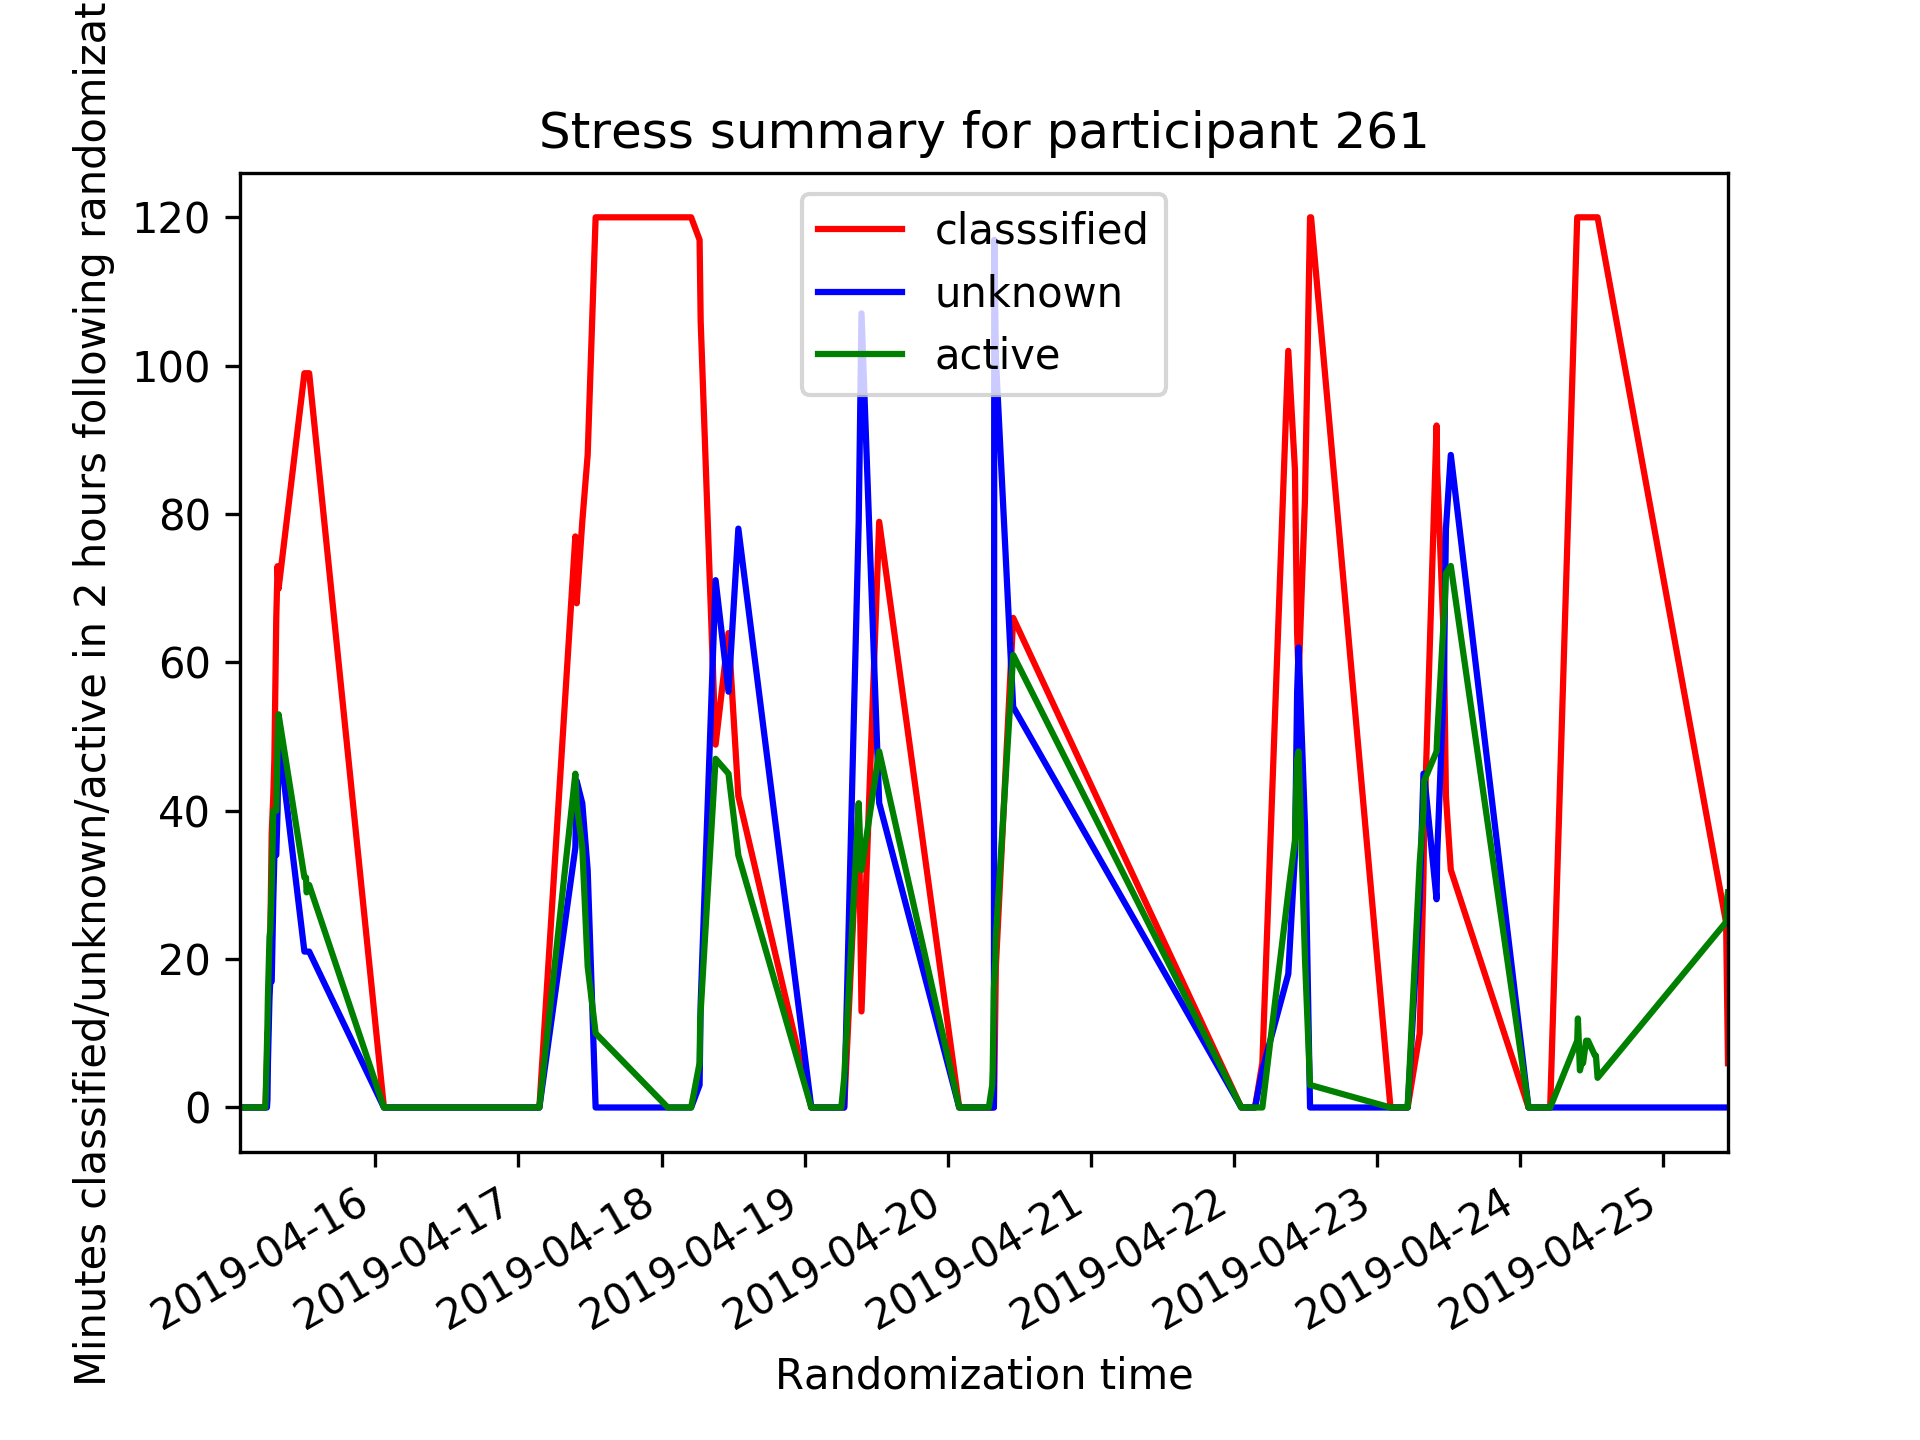 Stress summary for participant 261
Minutes classified/unknown/active in 2 hours following randomizat
120
100
80
60
40
20
0
classsified
unknown
active
2019-04-16
2019-04-17
2019-04-18
2019-04-19
2019-04-20
2019-04-21
2019-04-22
2019-04-23
2019-04-24
2019-04-25
Randomization time